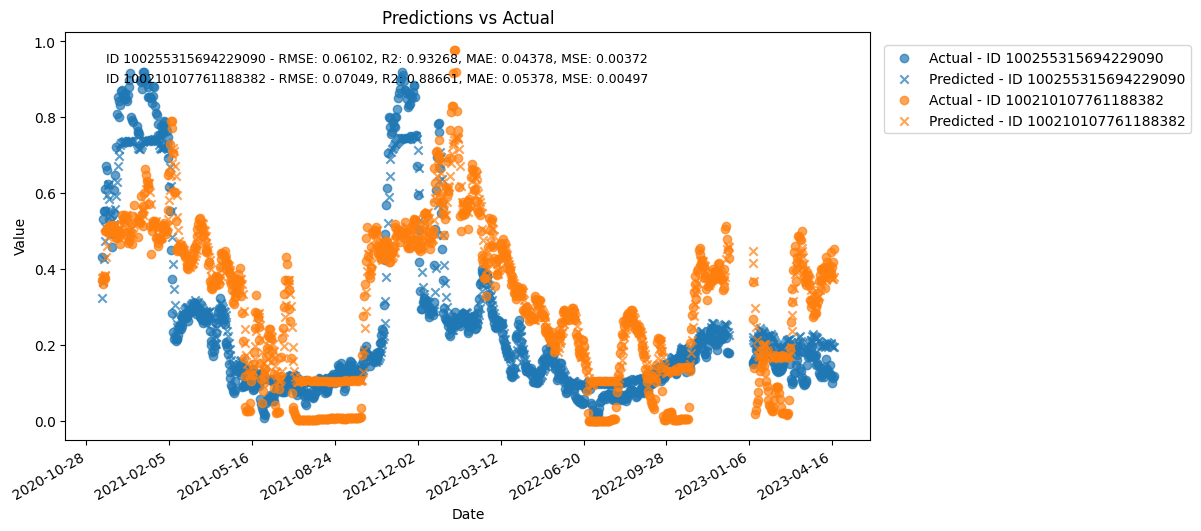 Predictions vs Actual
ID 100255315694229090 - RMSE: 0.06102, R2: 0.93268, MAE: 0.04378, MSE: 0.00372
ID 100210107761188382 - RMSE: 0.07049, R2: 0.88661, MAE: 0.05378, MSE: 0.00497
Actual - ID 100255315694229090
Predicted - ID 100255315694229090
Actual - ID 100210107761188382
Predicted - ID 100210107761188382
Value
1.0
0.8
0.6
0.4
0.2
0.0
2020-10-28
2021-02-05
2021-05-16
2021-08-24
2021-12-02
2022-03-12
2022-06-20
2022-09-28
2023-01-06
2023-04-16
Date